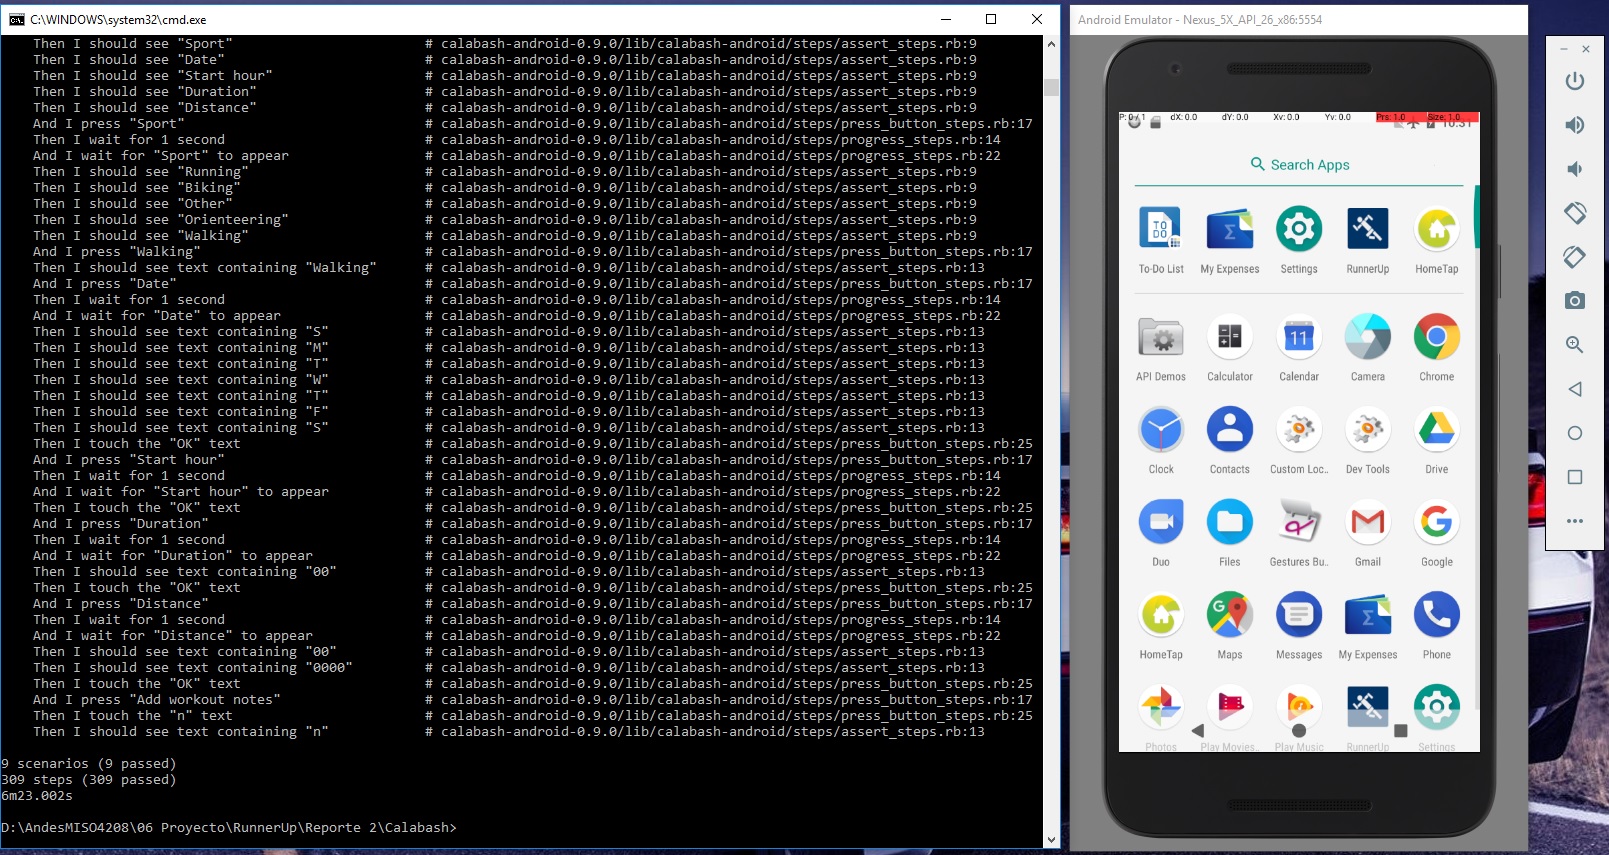 C:\WINDOWS\system32\cmd.exe
Then I should see "Sport" # calabash-android-0.9.0/lib/calabash-android/steps/assert_steps.rb:9
Then I should see "Date" # calabash-android-0.9.0/lib/calabash-android/steps/assert_steps.rb:9
Then I should see "Start hour" # calabash-android-0.9.0/lib/calabash-android/steps/assert_steps.rb:9
Then I should see "Duration" # calabash-android-0.9.0/lib/calabash-android/steps/assert_steps.rb:9
Then I should see "Distance" # calabash-android-0.9.0/lib/calabash-android/steps/assert_steps.rb:9
And I press "Sport" # calabash-android-0.9.0/lib/calabash-android/steps/press_button_steps.rb:17
Then I wait for 1 second # calabash-android-0.9.0/lib/calabash-android/steps/progress_steps.rb:14
And I wait for "Sport" to appear # calabash-android-0.9.0/lib/calabash-android/steps/progress_steps.rb:22
Then I should see "Running" # calabash-android-0.9.0/lib/calabash-android/steps/assert_steps.rb:9
Then I should see "Biking" # calabash-android-0.9.0/lib/calabash-android/steps/assert_steps.rb:9
Then I should see "Other" # calabash-android-0.9.0/lib/calabash-android/steps/assert_steps.rb:9
Then I should see "Orienteering" # calabash-android-0.9.0/lib/calabash-android/steps/assert_steps.rb:9
Then I should see "Walking" # calabash-android-0.9.0/lib/calabash-android/steps/assert_steps.rb:9
And I press "Walking" # calabash-android-0.9.0/lib/calabash-android/steps/press_button_steps.rb:17
Then I should see text containing "Walking" # calabash-android-0.9.0/lib/calabash-android/steps/assert_steps.rb:13
And I press "Date" # calabash-android-0.9.0/lib/calabash-android/steps/press_button_steps.rb:17
Then I wait for 1 second # calabash-android-0.9.0/lib/calabash-android/steps/progress_steps.rb:14
And I wait for "Date" to appear # calabash-android-0.9.0/lib/calabash-android/steps/progress_steps.rb:22
Then I should see text containing "S" # calabash-android-0.9.0/lib/calabash-android/steps/assert_steps.rb:13
Then I should see text containing "M" # calabash-android-0.9.0/lib/calabash-android/steps/assert_steps.rb:13
Then I should see text containing "T" # calabash-android-0.9.0/lib/calabash-android/steps/assert_steps.rb:13
Then I should see text containing "W" # calabash-android-0.9.0/lib/calabash-android/steps/assert_steps.rb:13
Then I should see text containing "T" # calabash-android-0.9.0/lib/calabash-android/steps/assert_steps.rb:13
Then I should see text containing "F" # calabash-android-0.9.0/lib/calabash-android/steps/assert_steps.rb:13
Then I should see text containing "S" # calabash-android-0.9.0/lib/calabash-android/steps/assert_steps.rb:13
Then I touch the "OK" text # calabash-android-0.9.0/lib/calabash-android/steps/press_button_steps.rb:25
And I press "Start hour" # calabash-android-0.9.0/lib/calabash-android/steps/press_button_steps.rb:17
Then I wait for 1 second # calabash-android-0.9.0/lib/calabash-android/steps/progress_steps.rb:14
And I wait for "Start hour" to appear # calabash-android-0.9.0/lib/calabash-android/steps/progress_steps.rb:22
Then I touch the "OK" text # calabash-android-0.9.0/lib/calabash-android/steps/press_button_steps.rb:25
And I press "Duration" # calabash-android-0.9.0/lib/calabash-android/steps/press_button_steps.rb:17
Then I wait for 1 second # calabash-android-0.9.0/lib/calabash-android/steps/progress_steps.rb:14
And I wait for "Duration" to appear # calabash-android-0.9.0/lib/calabash-android/steps/progress_steps.rb:22
Then I should see text containing "00" # calabash-android-0.9.0/lib/calabash-android/steps/assert_steps.rb:13
Then I touch the "OK" text # calabash-android-0.9.0/lib/calabash-android/steps/press_button_steps.rb:25
And I press "Distance" # calabash-android-0.9.0/lib/calabash-android/steps/press_button_steps.rb:17
Then I wait for 1 second # calabash-android-0.9.0/lib/calabash-android/steps/progress_steps.rb:14
And I wait for "Distance" to appear # calabash-android-0.9.0/lib/calabash-android/steps/progress_steps.rb:22
Then I should see text containing "00" # calabash-android-0.9.0/lib/calabash-android/steps/assert_steps.rb:13
Then I should see text containing "0000" # calabash-android-0.9.0/lib/calabash-android/steps/assert_steps.rb:13
Then I touch the "OK" text # calabash-android-0.9.0/lib/calabash-android/steps/press_button_steps.rb:25
And I press "Add workout notes" # calabash-android-0.9.0/lib/calabash-android/steps/press_button_steps.rb:17
Then I touch the "n" text # calabash-android-0.9.0/lib/calabash-android/steps/press_button_steps.rb:25
Then I should see text containing "n" # calabash-android-0.9.0/lib/calabash-android/steps/assert_steps.rb:13
9 scenarios (9 passed)
309 steps (309 passed)
6m23.002s
D:\AndesMISO4208\06 Proyecto\RunnerUp\Reporte 2\Calabash>
Android Emulator - Nexus_5X_API_26_x86:5554
P: 0 / 1 dX: 0.0 dY: 0.0 Xv: 0.0 Yv: 0.0 Prs: 1.0 Size: 1.0
10:31
Search Apps
To-Do List My Expenses Settings RunnerUp HomeTap
API Demos Calculator Calendar Camera Chrome
Clock Contacts Custom Loc.. Dev Tools Drive
Duo Files Gestures Bu.. Gmail Google
HomeTap Maps Messages My Expenses Phone
Photos Play Movies.. Play Music RunnerUp Settings